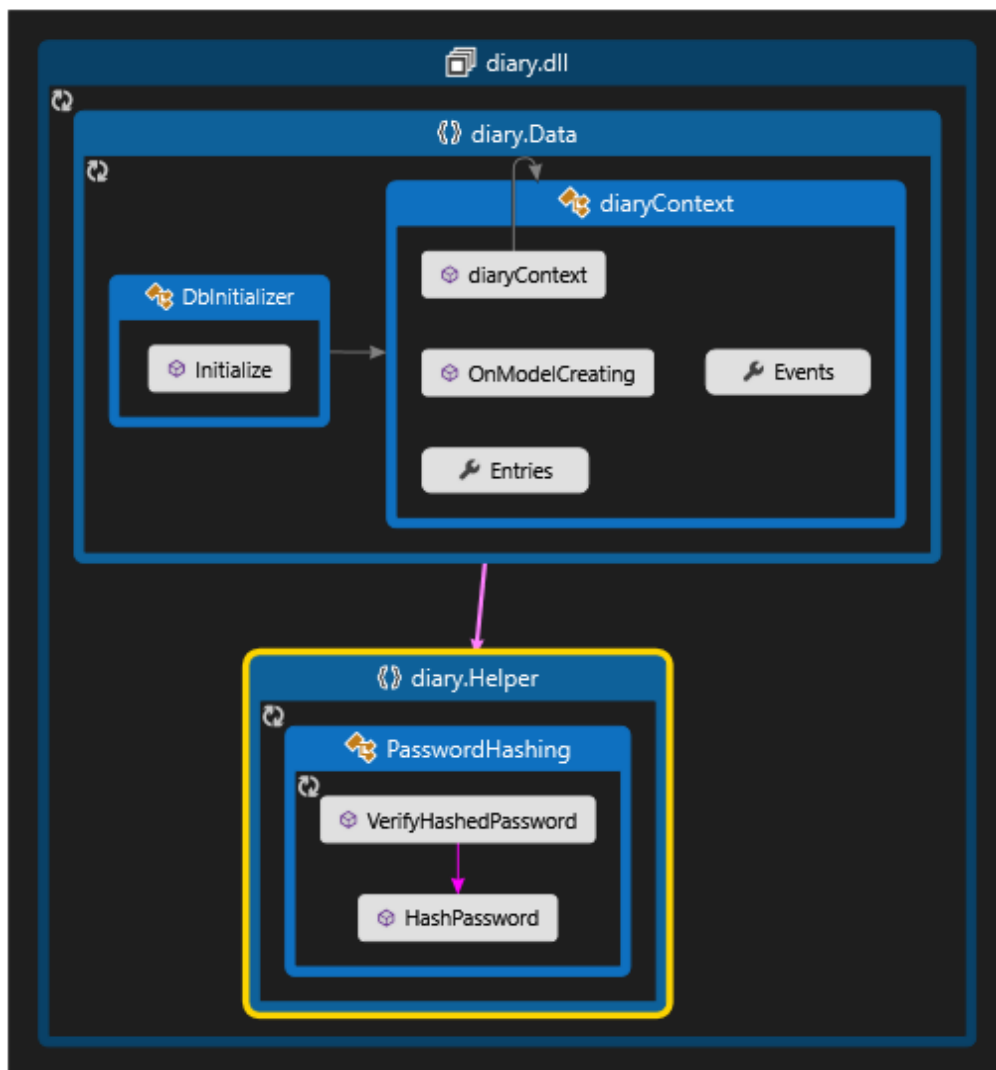 diary.dll
diary.Data
diaryContext
diaryContext
DbInitializer
Initialize
OnModelCreating
Events
Entries
diary.Helper
PasswordHashing
VerifyHashedPassword
HashPassword